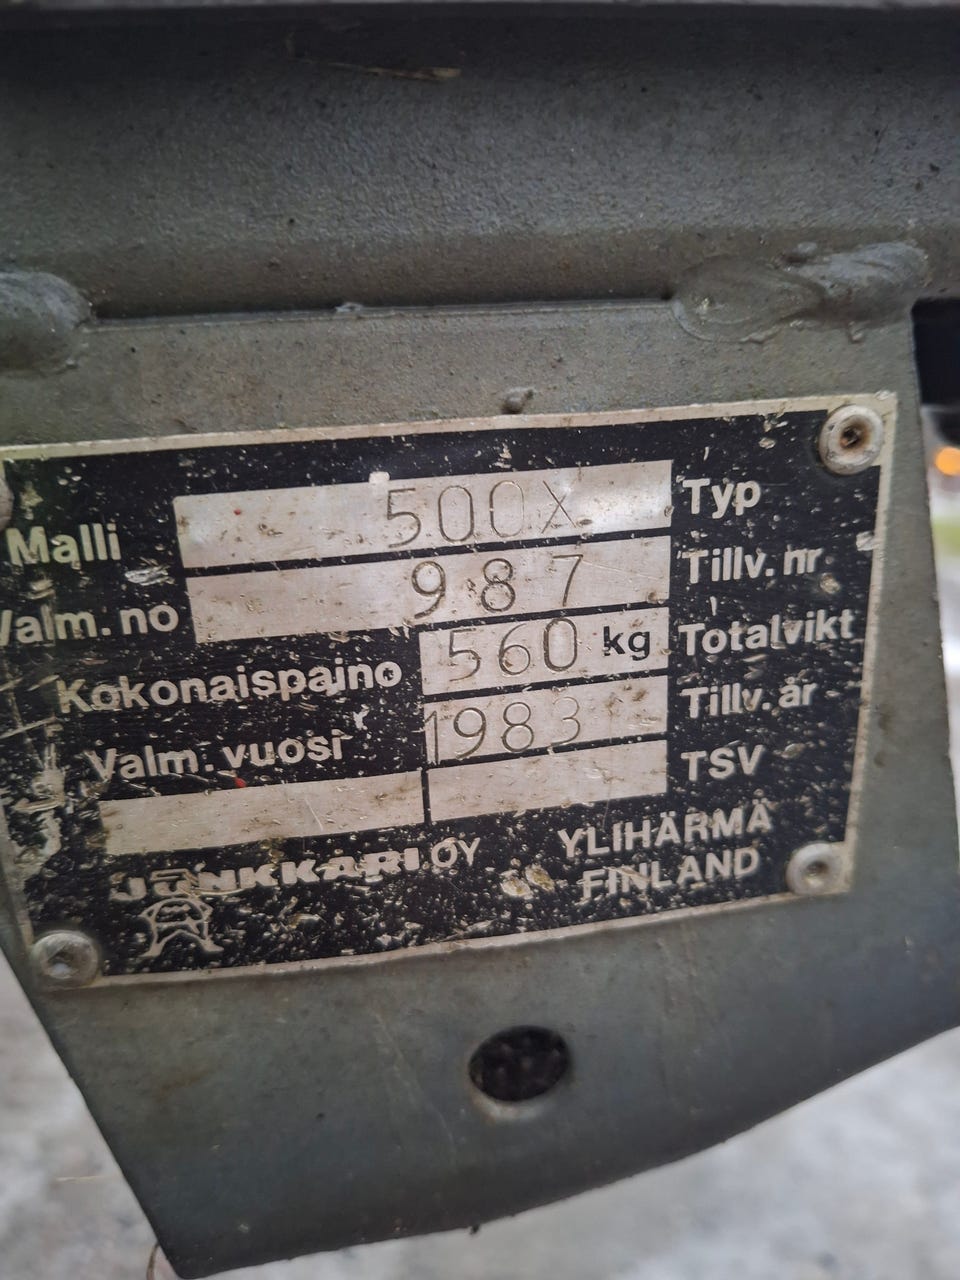 Malli 500X Typ
Valm. no 987 Tillv. nr
Kokonaispaino 560 kg Totalvikt
Valm. vuosi 1983 Tillv. år
TSV
JUNKKARI OY YLIHÄRMÄ
FINLAND